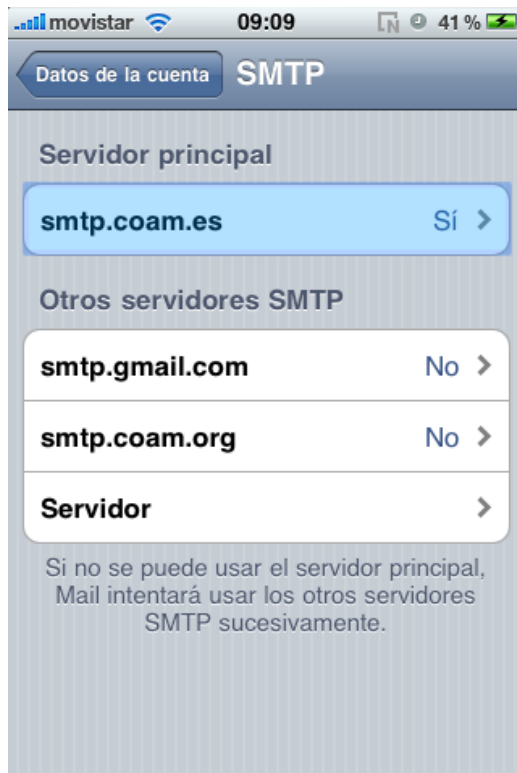 movistar 09:09 N 41 %
Datos de la cuenta SMTP
Servidor principal
smtp.coam.es Sí
Otros servidores SMTP
smtp.gmail.com No
smtp.coam.org No
Servidor
Si no se puede usar el servidor principal,
Mail intentará usar los otros servidores
SMTP sucesivamente.